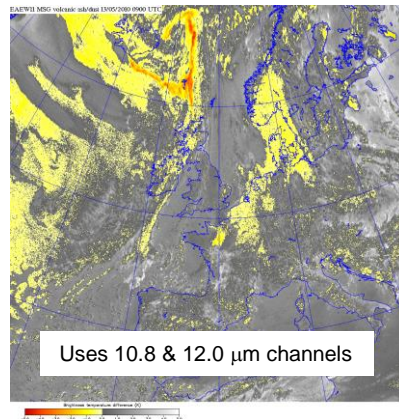 EAEW11 MSG volcanic ash/dust 13/05/2010 0900 UTC
Uses 10.8 & 12.0 μm channels
Brightness temperature difference (K)